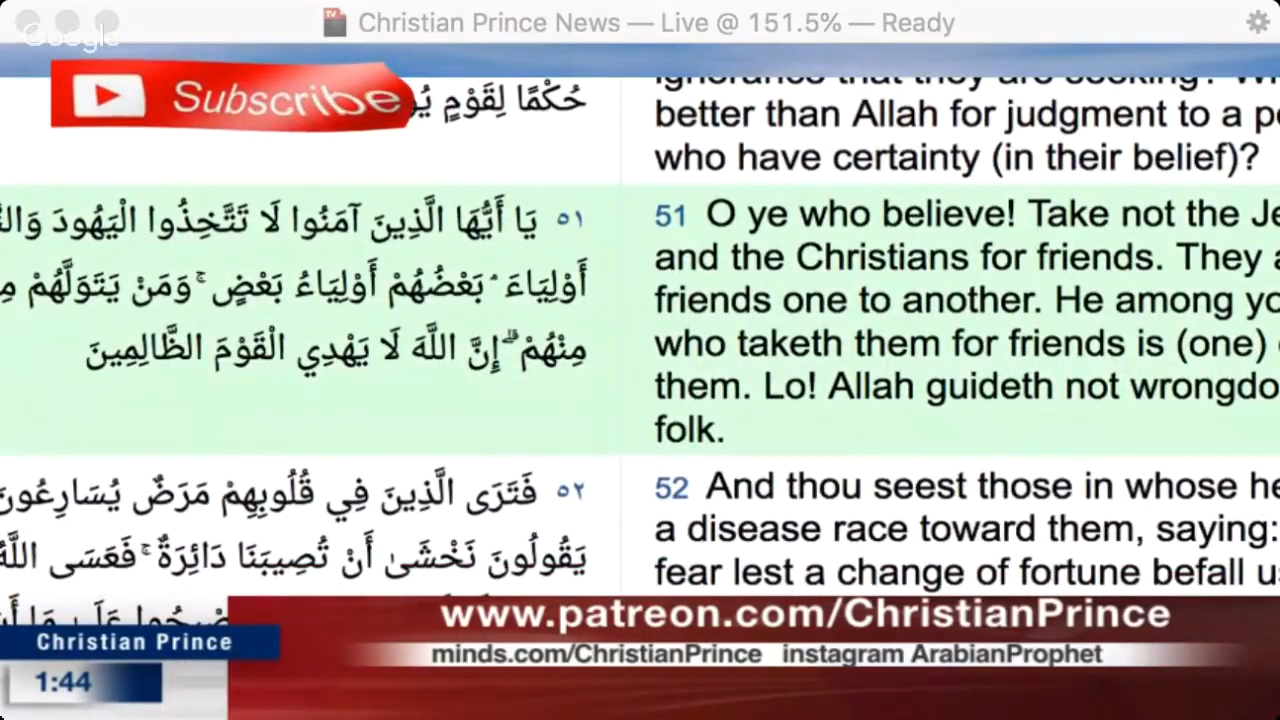 Christian Prince News — Live @ 151.5% — Ready
Google
Subscribe
حُكْمًا لِقَوْمٍ
better than Allah for judgment to a
who have certainty (in their belief)?
٥١ يَا أَيُّهَا الَّذِينَ آمَنُوا لَا تَتَّخِذُوا الْيَهُودَ
أَوْلِيَاءَ ۘ بَعْضُهُمْ أَوْلِيَاءُ بَعْضٍ ۚ وَمَنْ يَتَوَلَّهُمْ
مِنْهُمْ ۗ إِنَّ اللَّهَ لَا يَهْدِي الْقَوْمَ الظَّالِمِينَ
51 O ye who believe! Take not the
and the Christians for friends. They
friends one to another. He among
who taketh them for friends is (one)
them. Lo! Allah guideth not
folk.
٥٢ فَتَرَى الَّذِينَ فِي قُلُوبِهِمْ مَرَضٌ يُسَارِعُونَ
يَقُولُونَ نَخْشَىٰ أَنْ تُصِيبَنَا دَائِرَةٌ ۚ فَعَسَى اللَّهُ
52 And thou seest those in whose
a disease race toward them, saying:
fear lest a change of fortune befall
www.patreon.com/ChristianPrince
Christian Prince
minds.com/ChristianPrince instagram ArabianProphet
1:44